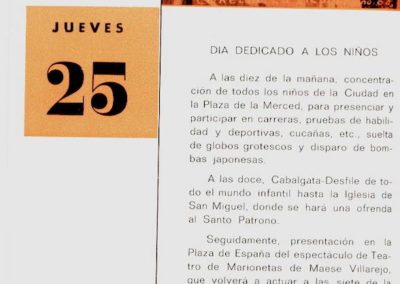 JUEVES
25
DIA DEDICADO A LOS NIÑOS
A las diez de la mañana, concentra-
ción de todos los niños de la Ciudad en
la Plaza de la Merced, para presenciar y
participar en carreras, pruebas de habili-
dad y deportivas, cucañas, etc., suelta
de globos grotescos y disparo de bom-
bas japonesas.
A las doce, Cabalgata-Desfile de to-
do el mundo infantil hasta la Iglesia de
San Miguel, donde se hará una ofrenda
al Santo Patrono.
Seguidamente, presentación en la
Plaza de España del espectáculo de Tea-
tro de Marionetas de Maese Villarejo,
que volverá a actuar a las siete de la